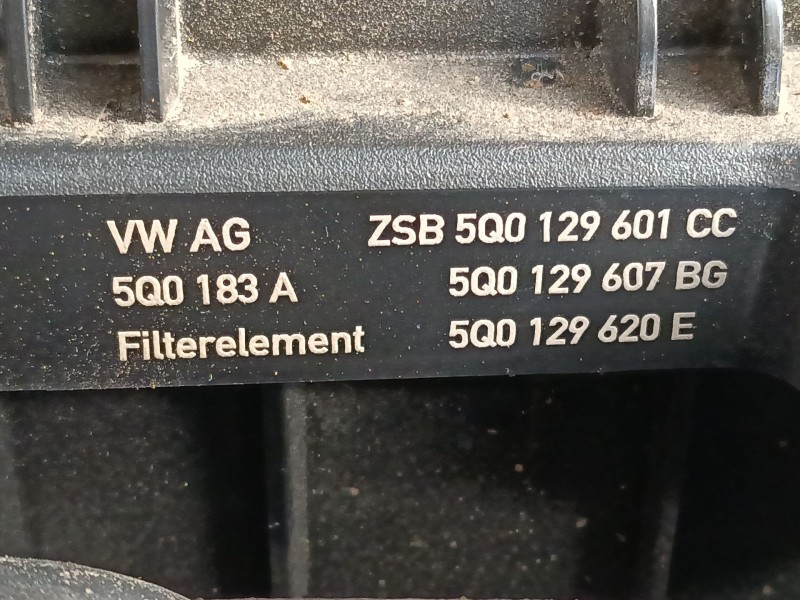 VW AG ZSB 5Q0 129 601 CC
5Q0 183 A 5Q0 129 607 BG
Filterelement 5Q0 129 620 E